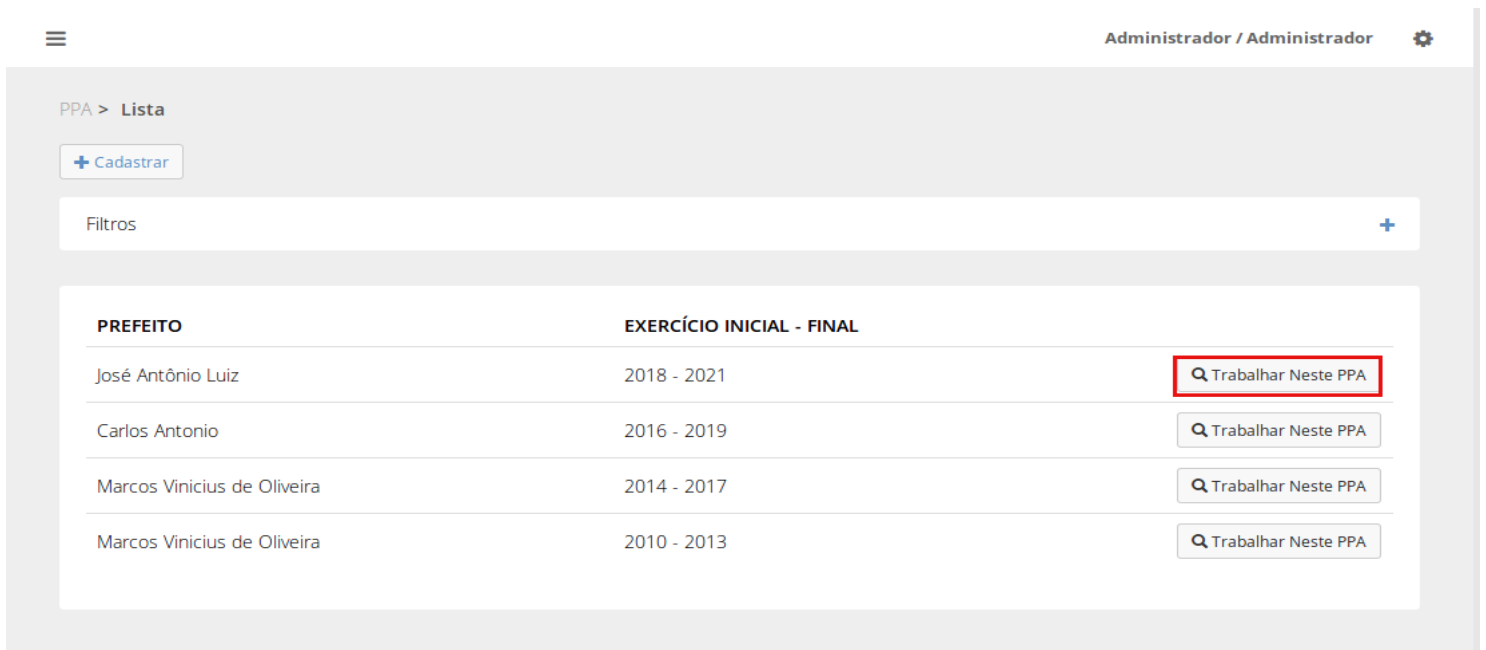 Administrador / Administrador
PPA > Lista
Cadastrar
Filtros
PREFEITO EXERCÍCIO INICIAL - FINAL
José Antônio Luiz 2018 - 2021 Trabalhar Neste PPA
Carlos Antonio 2016 - 2019 Trabalhar Neste PPA
Marcos Vinicius de Oliveira 2014 - 2017 Trabalhar Neste PPA
Marcos Vinicius de Oliveira 2010 - 2013 Trabalhar Neste PPA